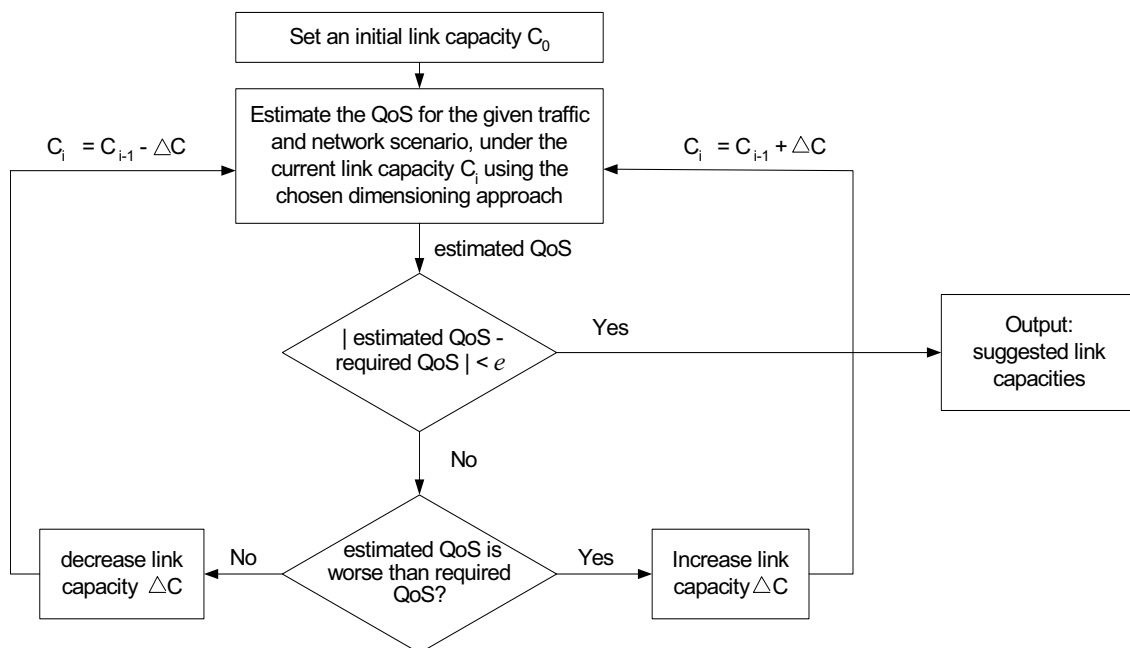 Set an initial link capacity C0
Estimate the QoS for the given traffic
and network scenario, under the
current link capacity Ci using the
chosen dimensioning approach
Ci = Ci-1 - △C
Ci = Ci-1 + △C
estimated QoS
| estimated QoS -
required QoS | < e
Yes
Output:
suggested link
capacities
No
estimated QoS is
worse than required
QoS?
No
decrease link
capacity △C
Yes
Increase link
capacity △C